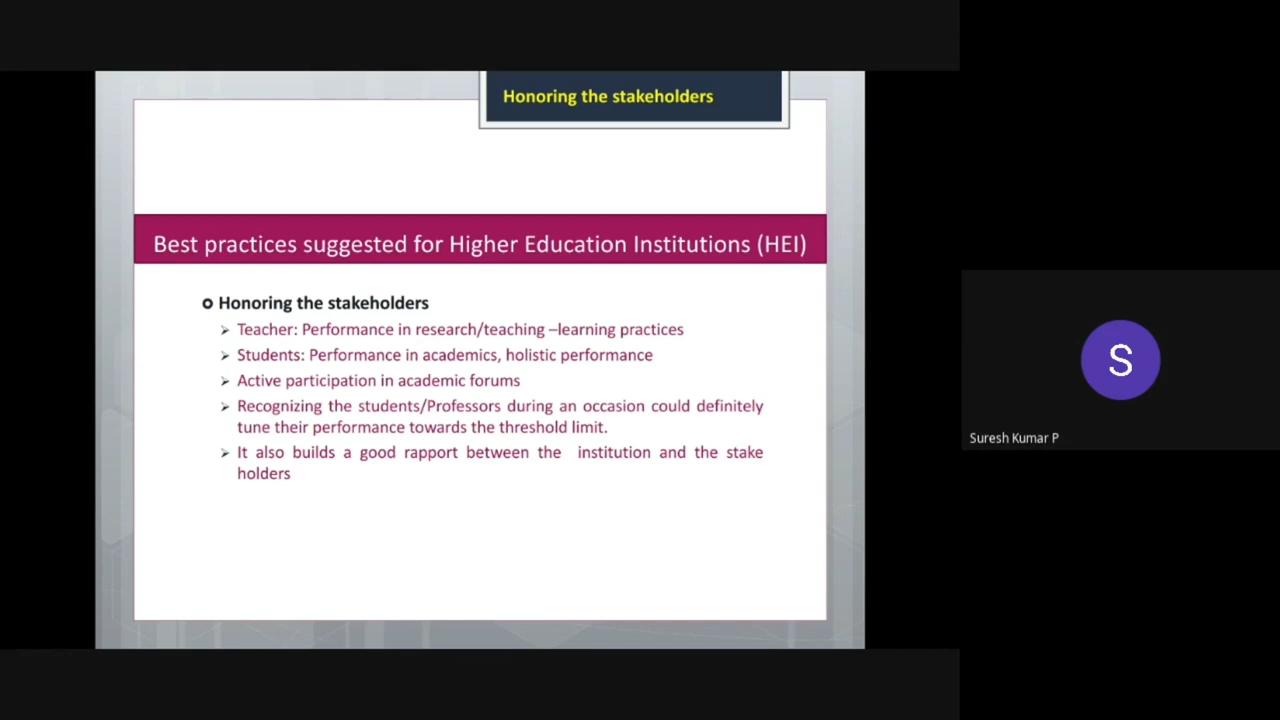 Honoring the stakeholders
Best practices suggested for Higher Education Institutions (HEI)
Honoring the stakeholders
Teacher: Performance in research/teaching –learning practices
Students: Performance in academics, holistic performance
Active participation in academic forums
Recognizing the students/Professors during an occasion could definitely
tune their performance towards the threshold limit.
It also builds a good rapport between the institution and the stake
holders
S
Suresh Kumar P